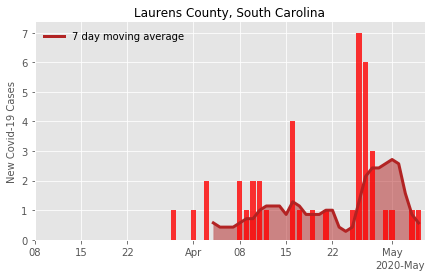 Laurens County, South Carolina
7 day moving average
New Covid-19 Cases
7
6
5
4
3
2
1
0
08 15 22 Apr 08 15 22 May
2020-May